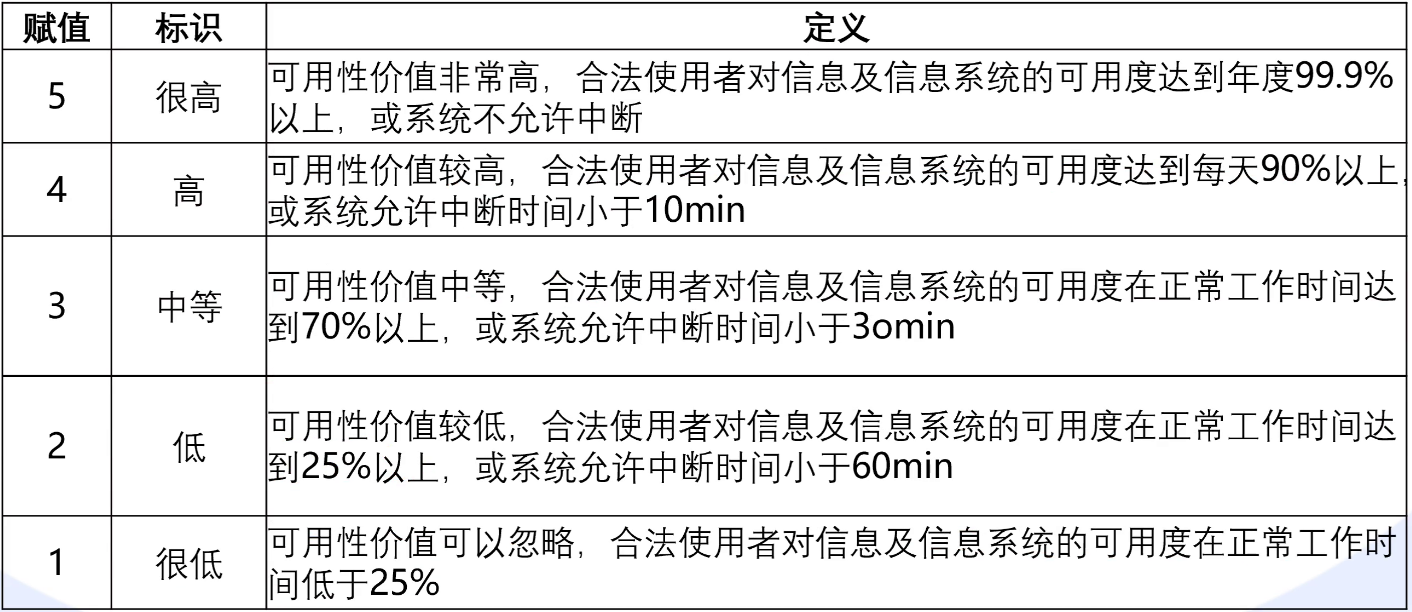 赋值 标识 定义
5 很高 可用性价值非常高，合法使用者对信息及信息系统的可用度达到年度99.9%
以上，或系统不允许中断
4 高 可用性价值较高，合法使用者对信息及信息系统的可用度达到每天90%以上，
或系统允许中断时间小于10min
3 中等 可用性价值中等，合法使用者对信息及信息系统的可用度在正常工作时间达
到70%以上，或系统允许中断时间小于3omin
2 低 可用性价值较低，合法使用者对信息及信息系统的可用度在正常工作时间达
到25%以上，或系统允许中断时间小于60min
1 很低 可用性价值可以忽略，合法使用者对信息及信息系统的可用度在正常工作时
间低于25%